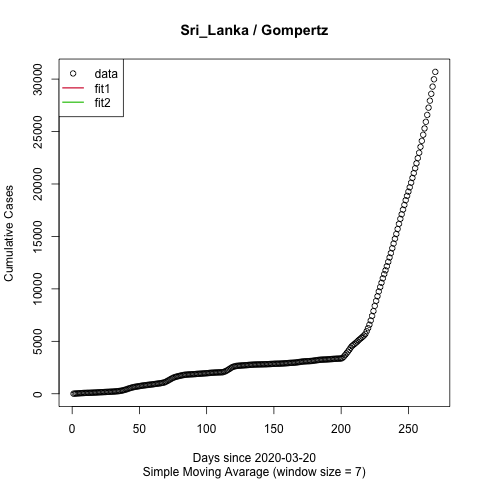 Sri_Lanka / Gompertz
data
fit1
fit2
Cumulative Cases
30000
25000
20000
15000
10000
5000
0
0 50 100 150 200 250
Days since 2020-03-20
Simple Moving Avarage (window size = 7)